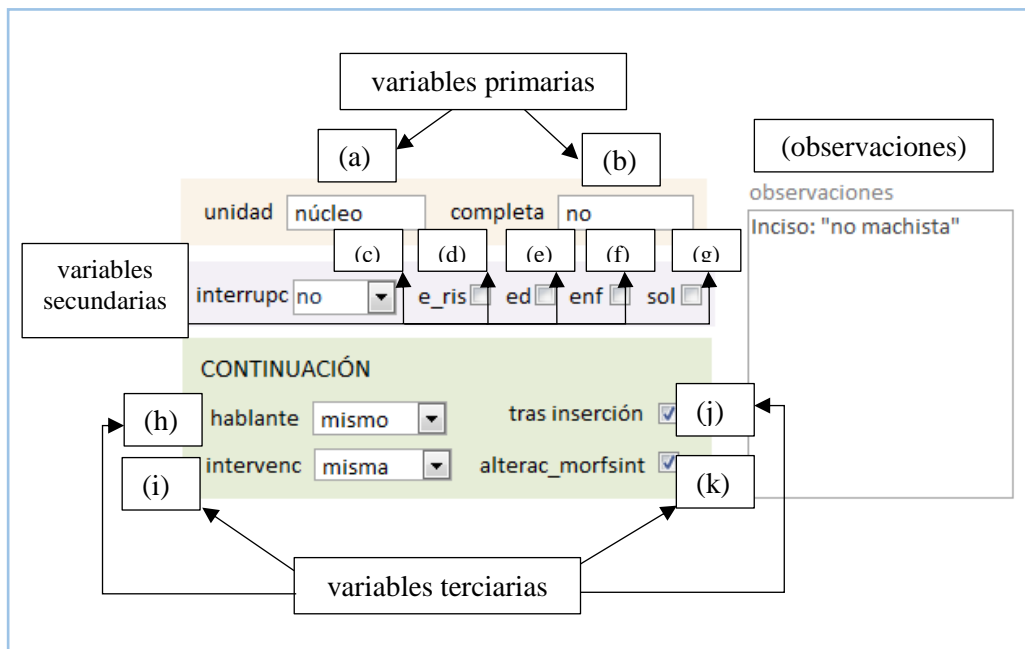 variables primarias
(a)
(b)
(observaciones)
observaciones
unidad núcleo completa no
Inciso: "no machista"
(c) (d) (e) (f) (g)
variables
secundarias
interrupc no e_ris ed enf sol
CONTINUACIÓN
(h) hablante mismo tras inserción (j)
(i) intervenc misma alterac_morfsint (k)
variables terciarias